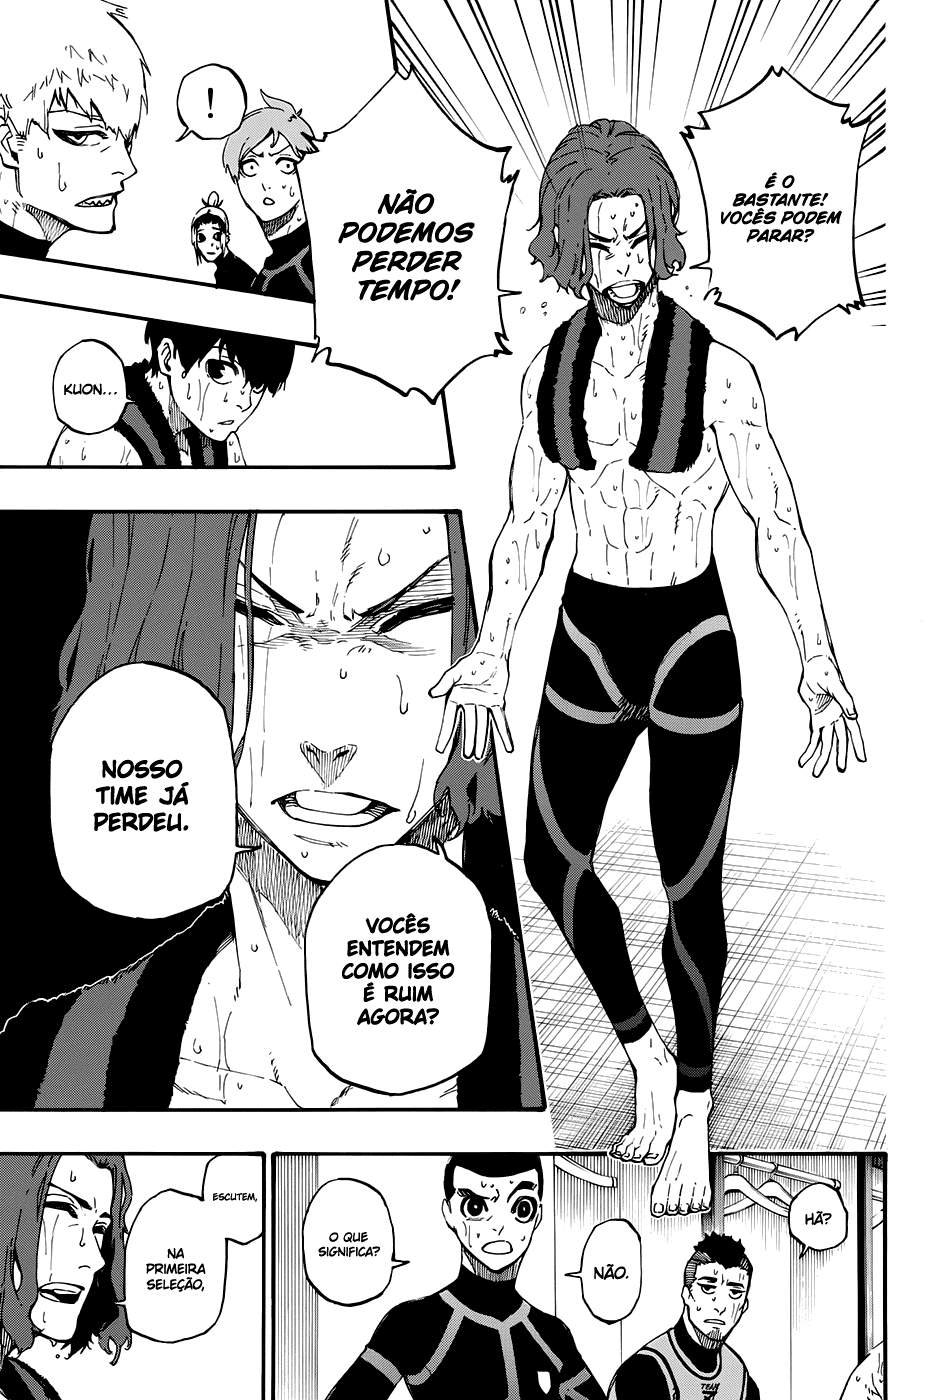 É O
BASTANTE!
VOCÊS PODEM
PARAR?
NÃO
PODEMOS
PERDER
TEMPO!
!
KUON...
NOSSO
TIME JÁ
PERDEU.
VOCÊS
ENTENDEM
COMO ISSO
É RUIM
AGORA?
HÃ?
NÃO.
O QUE
SIGNIFICA?
ESCUTEM,
NA
PRIMEIRA
SELEÇÃO,
TEAM
Z